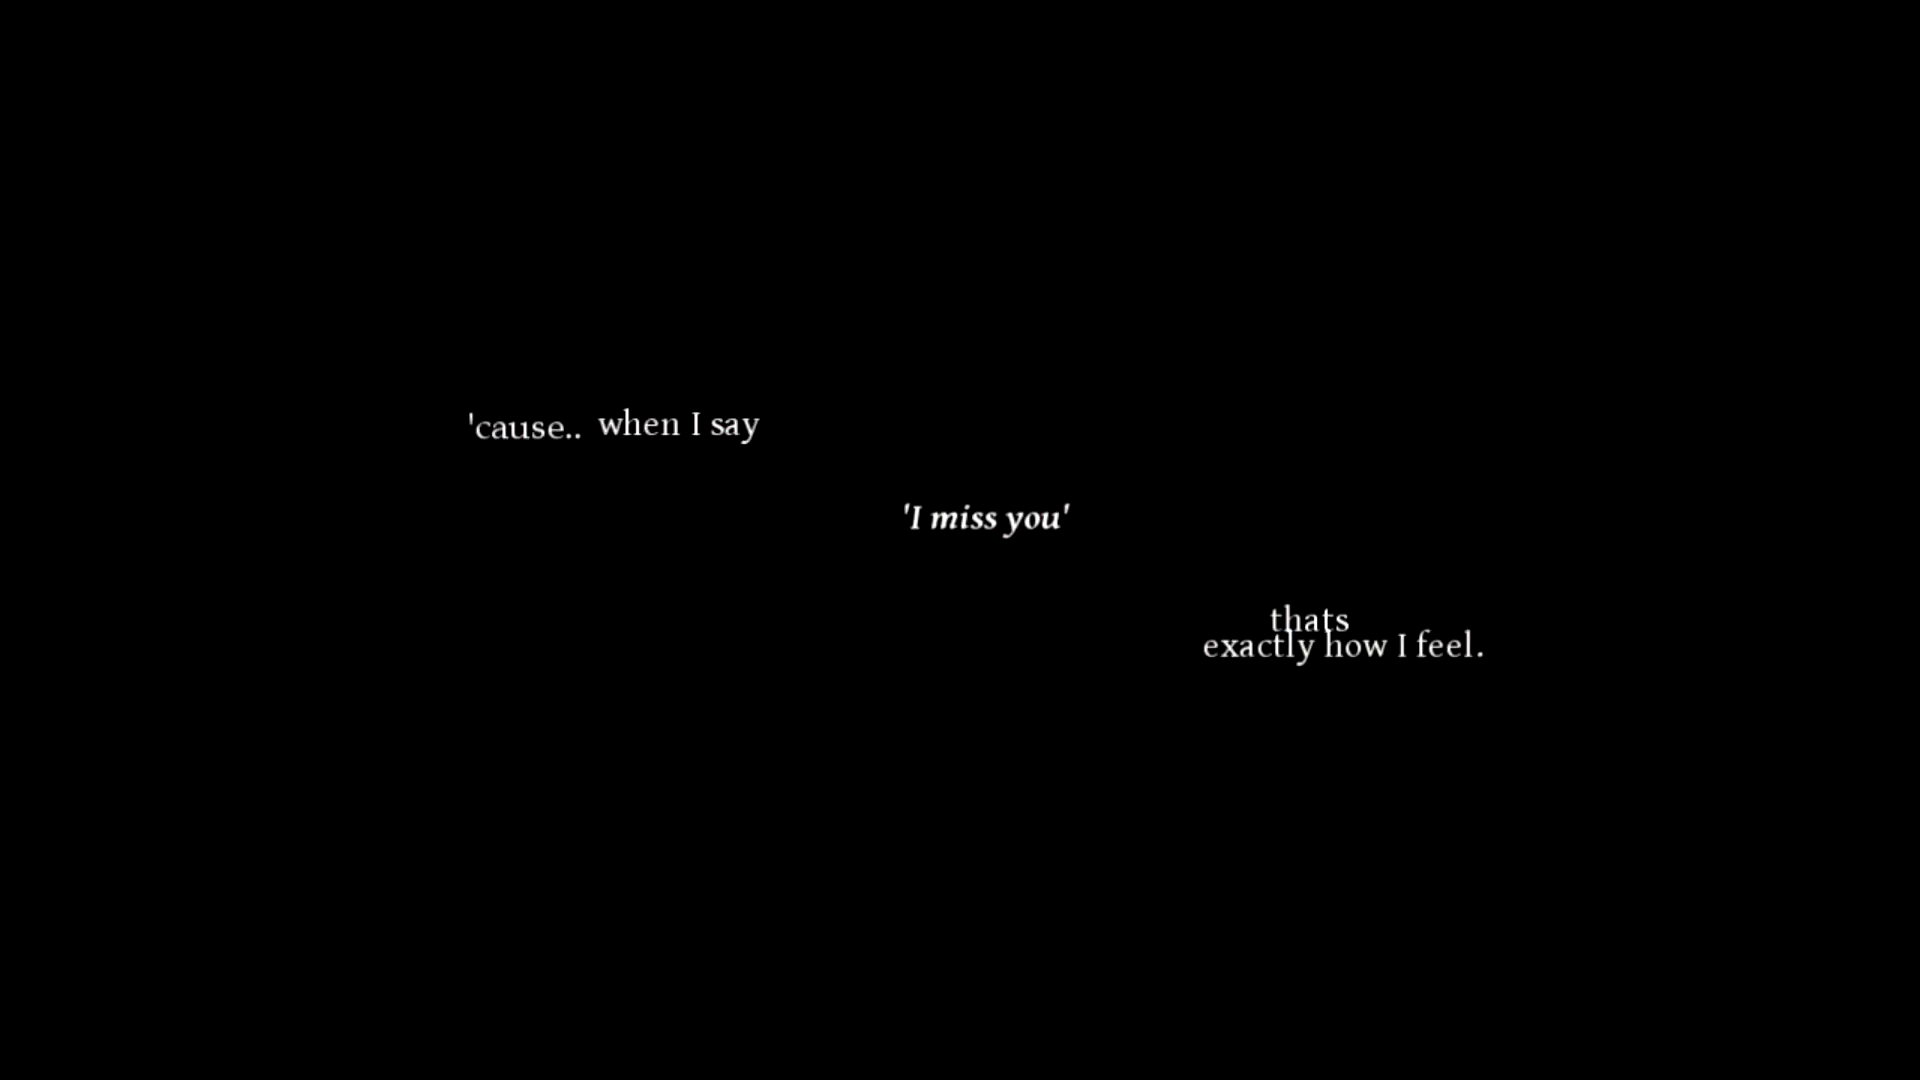 'cause.. when I say
'I miss you'
thats
exactly how I feel.